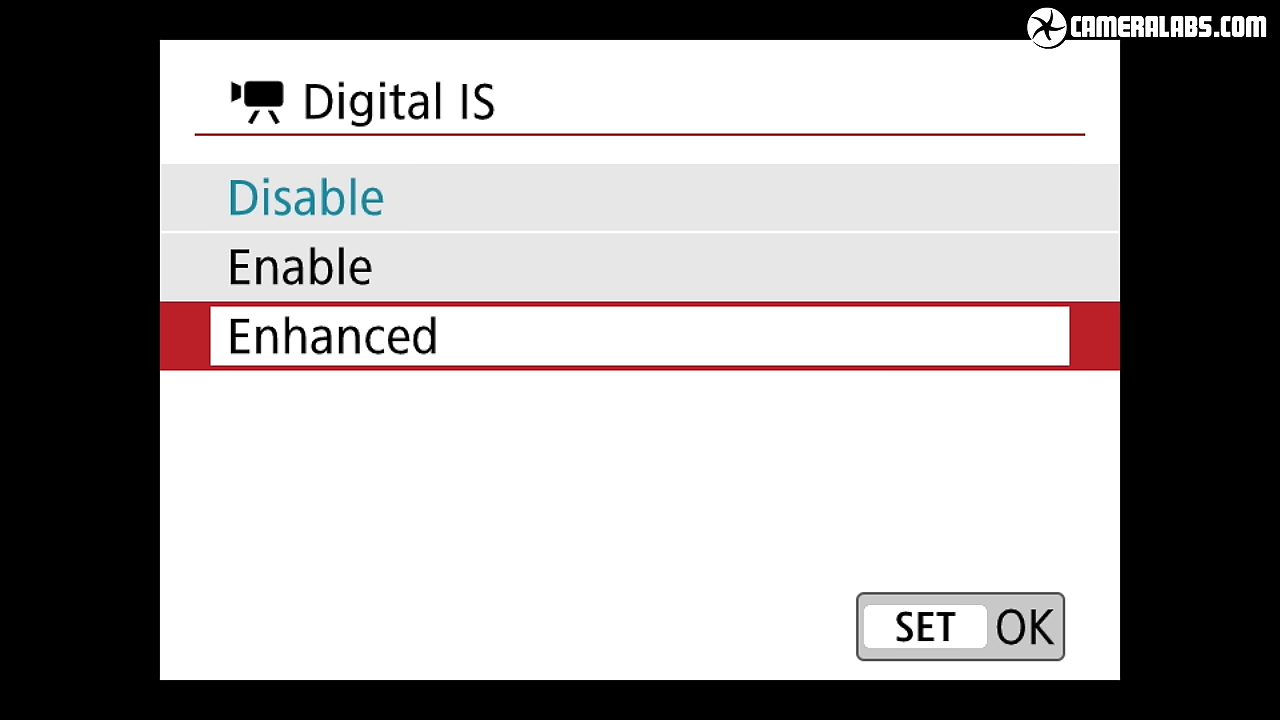 CAMERALABS.COM
Digital IS
Disable
Enable
Enhanced
SET OK